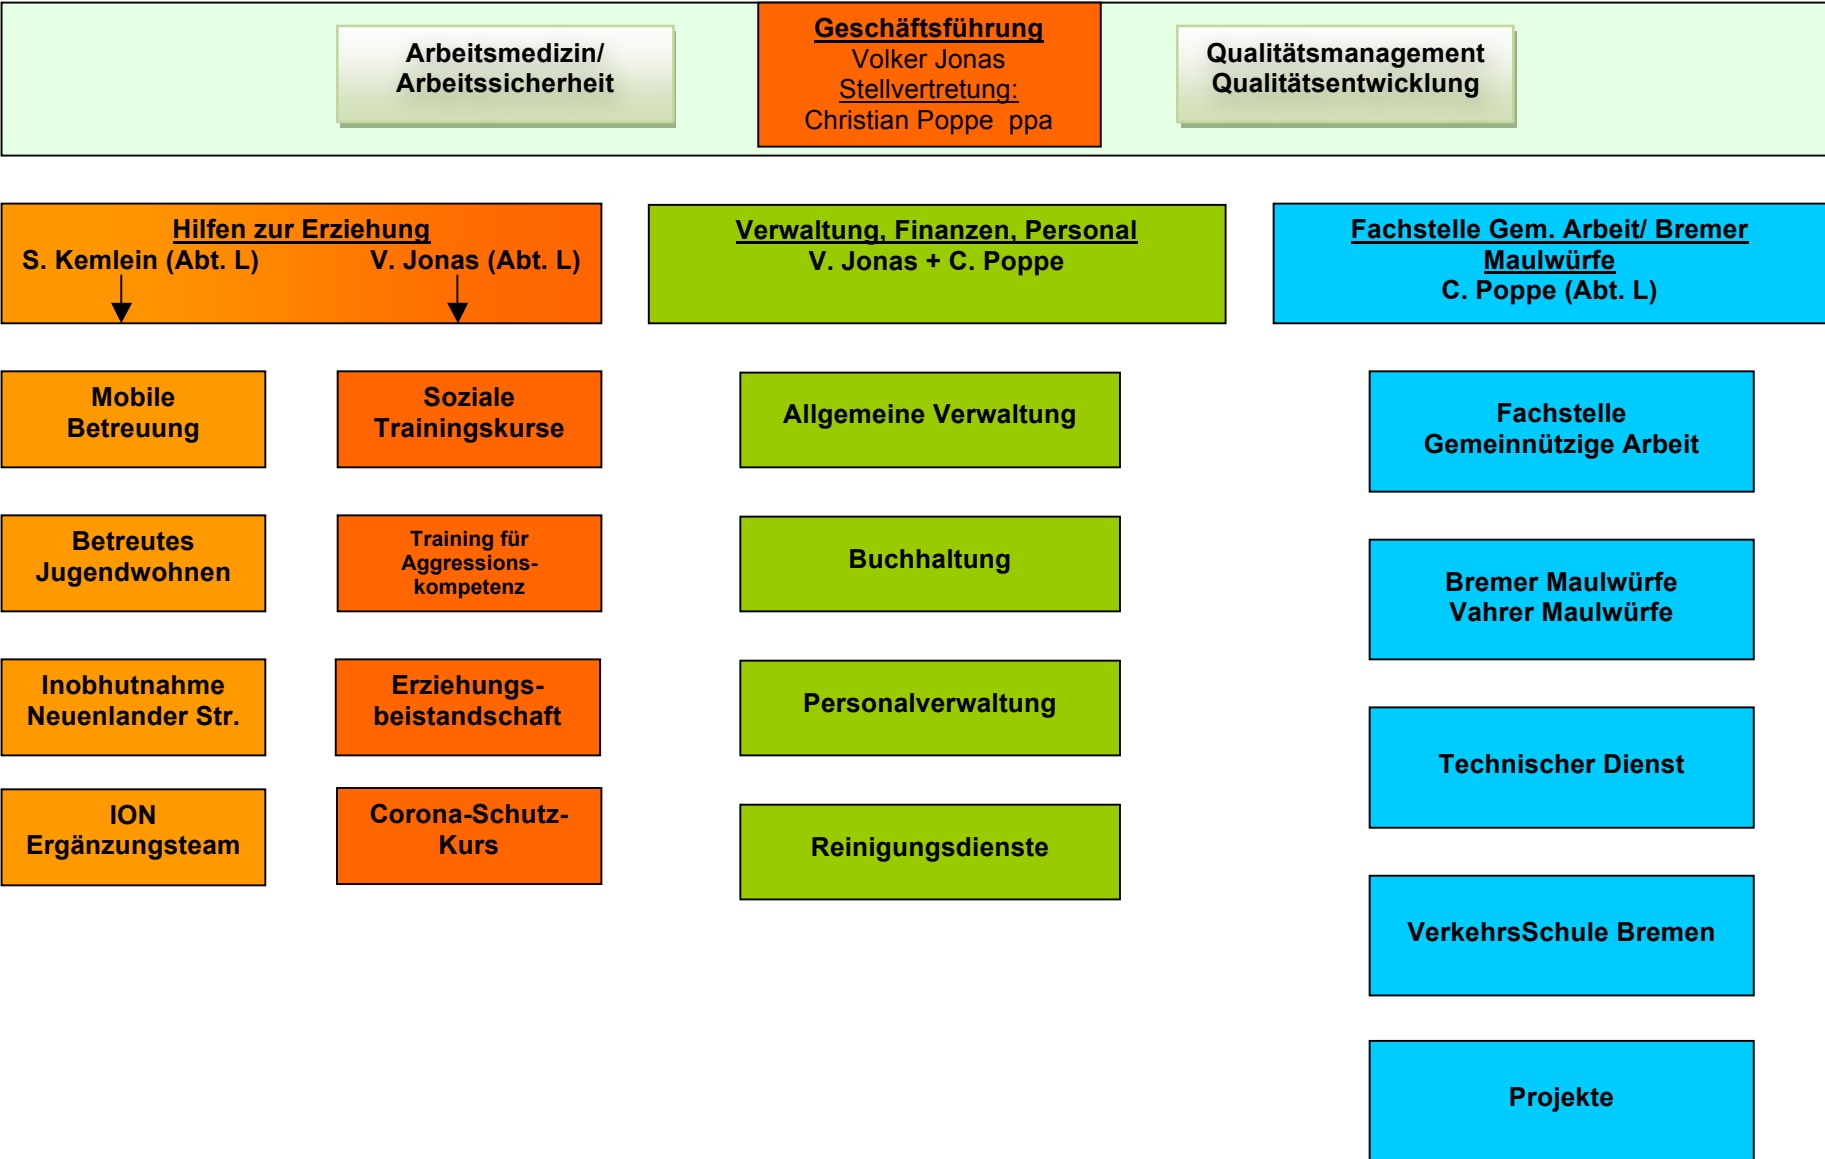 Arbeitsmedizin/
Arbeitssicherheit
Geschäftsführung
Volker Jonas
Stellvertretung:
Christian Poppe ppa
Qualitätsmanagement
Qualitätsentwicklung
Hilfen zur Erziehung
S. Kemlein (Abt. L) V. Jonas (Abt. L)
Verwaltung, Finanzen, Personal
V. Jonas + C. Poppe
Fachstelle Gem. Arbeit/ Bremer
Maulwürfe
C. Poppe (Abt. L)
Mobile
Betreuung
Soziale
Trainingskurse
Allgemeine Verwaltung
Fachstelle
Gemeinnützige Arbeit
Betreutes
Jugendwohnen
Training für
Aggressions-
kompetenz
Buchhaltung
Bremer Maulwürfe
Vahrer Maulwürfe
Inobhutnahme
Neuenlander Str.
Erziehungs-
beistandschaft
Personalverwaltung
Technischer Dienst
ION
Ergänzungsteam
Corona-Schutz-
Kurs
Reinigungsdienste
VerkehrsSchule Bremen
Projekte